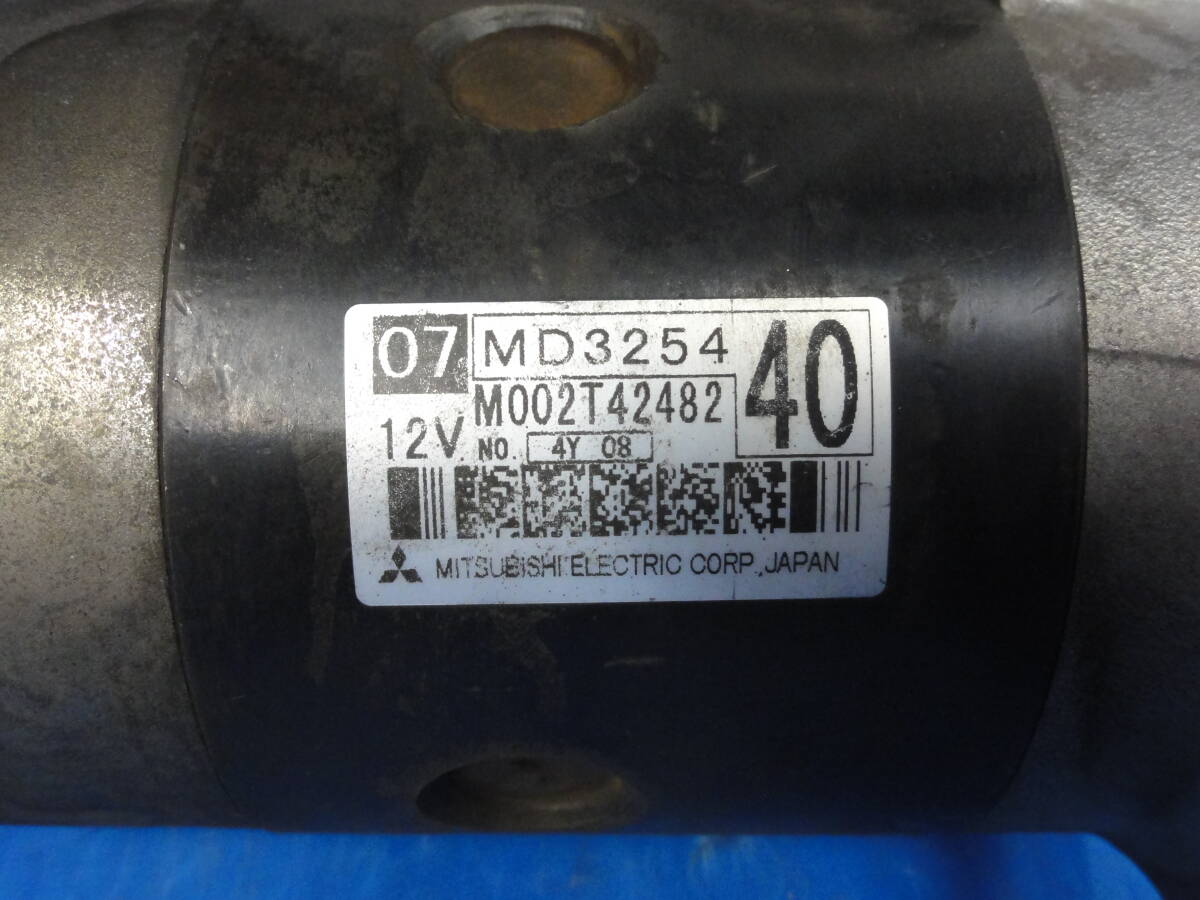 07 MD3254 40
M002T42482
12V NO. 4Y 08
MITSUBISHI ELECTRIC CORP. JAPAN